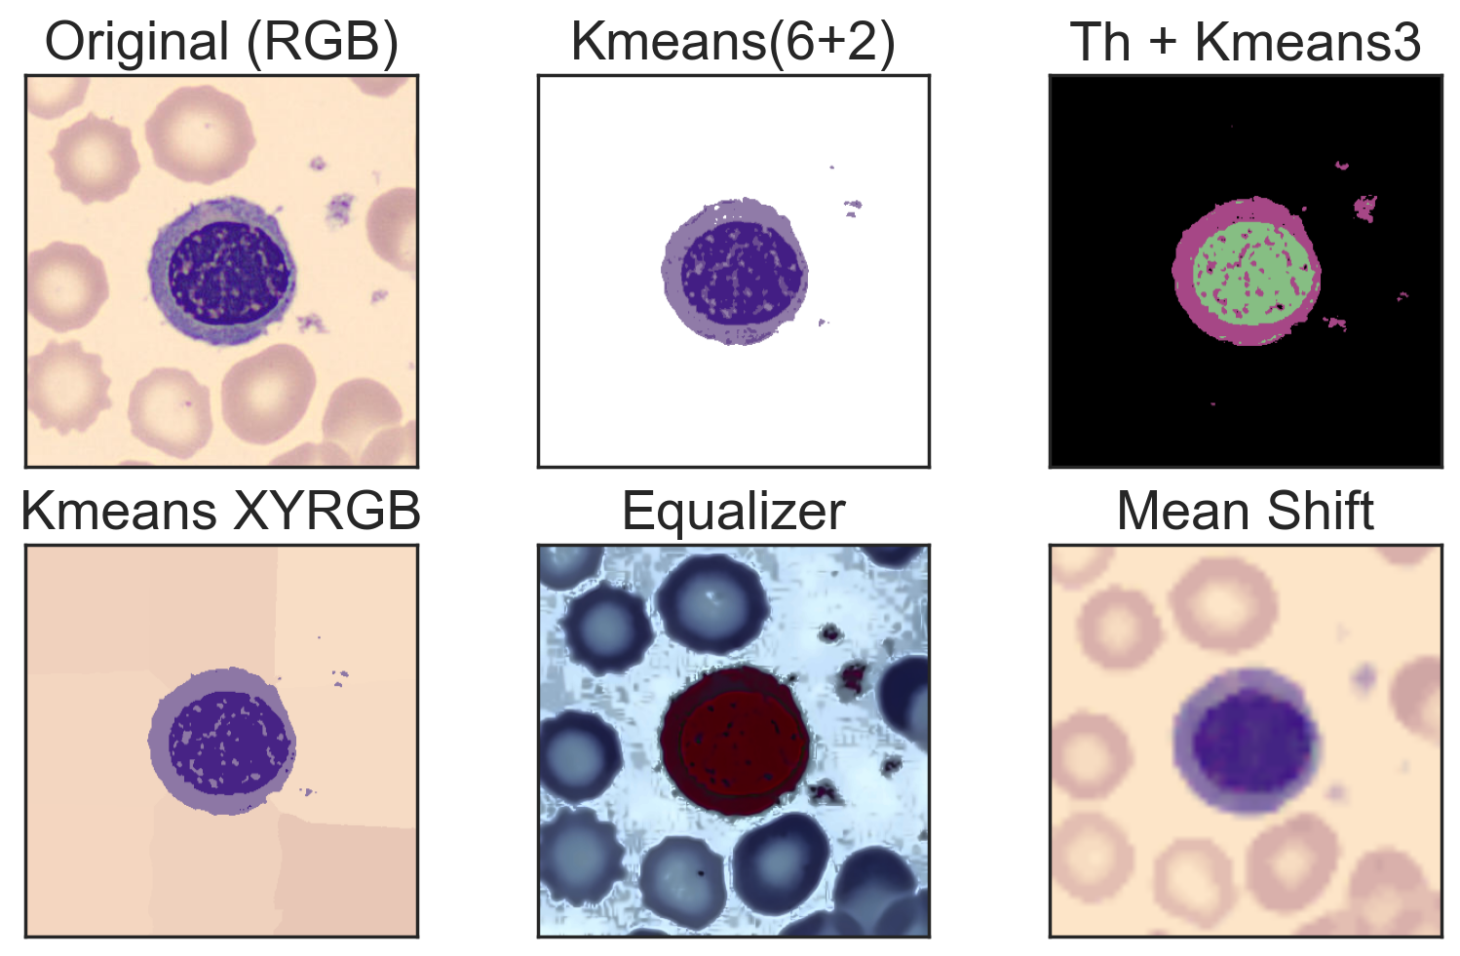 Original (RGB)
Kmeans(6+2)
Th + Kmeans3
Kmeans XYRGB
Equalizer
Mean Shift